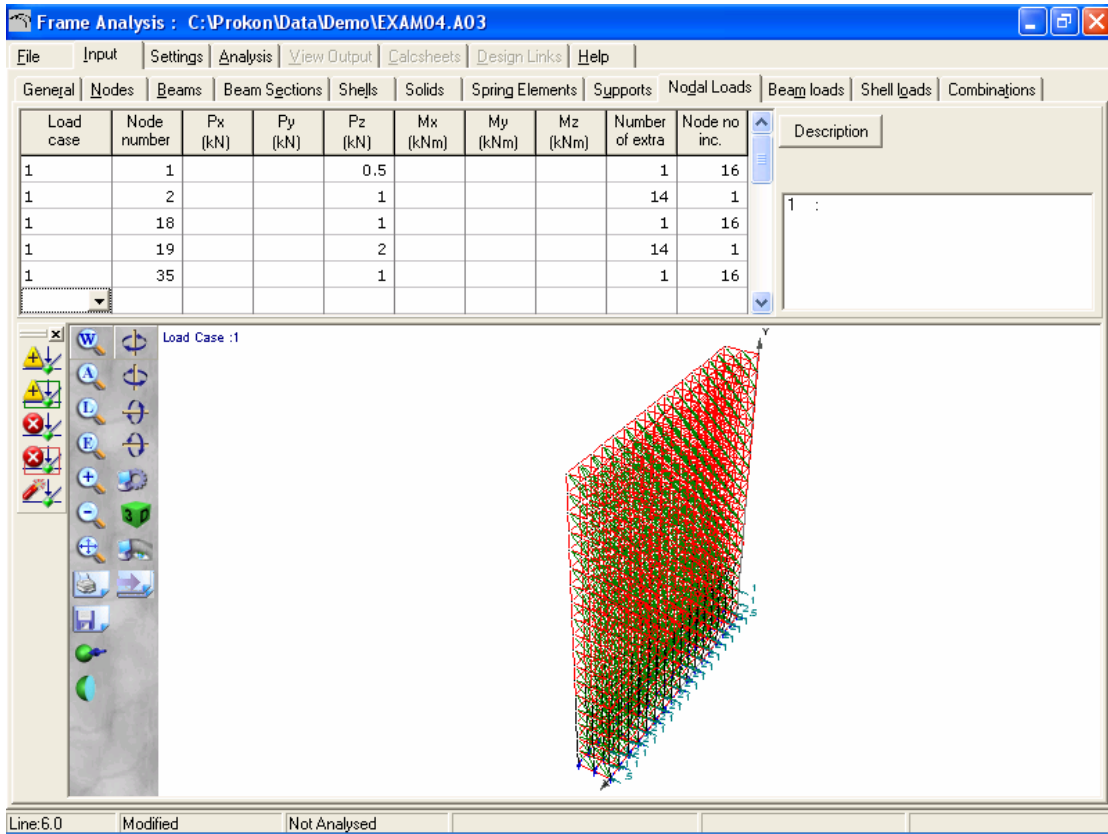 Frame Analysis : C:\Prokon\Data\Demo\EXAM04.A03
File Input Settings Analysis View Output Calcsheets Design Links Help
General Nodes Beams Beam Sections Shells Solids Spring Elements Supports Nodal Loads Beam loads Shell loads Combinations
Load case Node number Px (kN) Py (kN) Pz (kN) Mx (kNm) My (kNm) Mz (kNm) Number of extra Node no inc.
Description
1 1 0.5 1 16
1 2 1 14 1
1 18 1 1 16
1 19 2 14 1
1 35 1 1 16
1 :
Load Case :1
W
A
L
E
3 D
Y
.5
Line:6.0 Modified Not Analysed